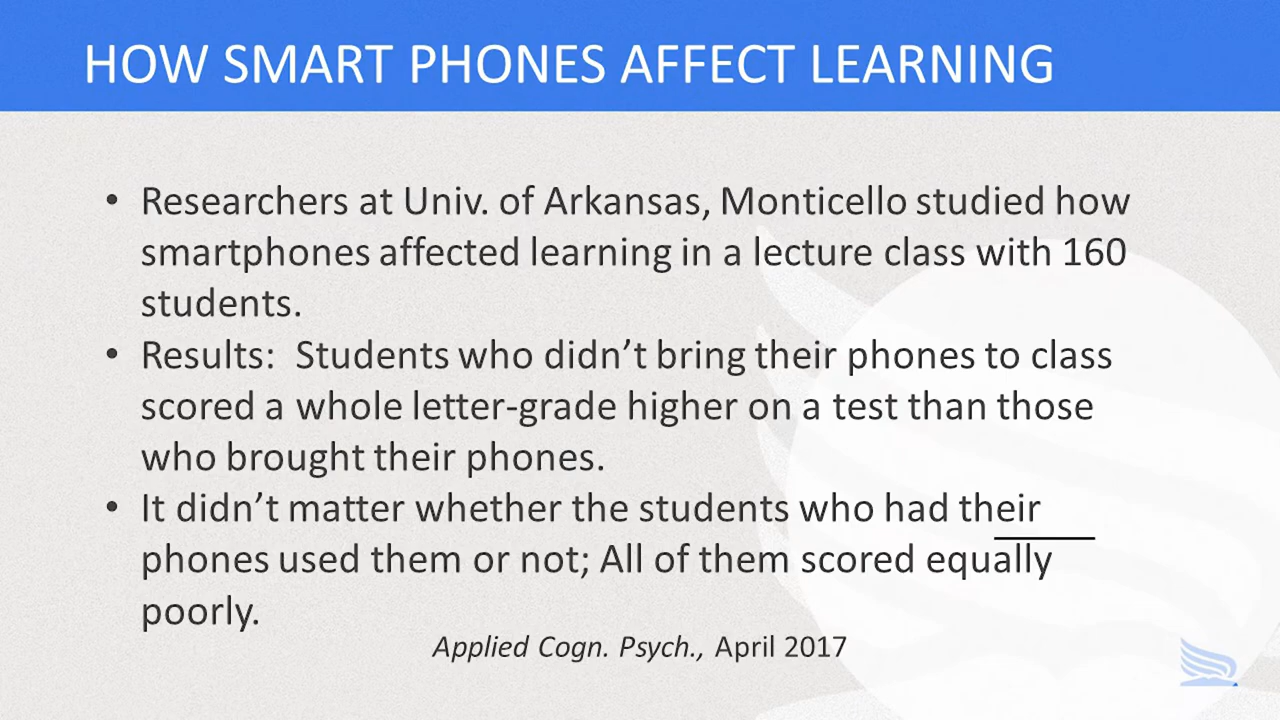 HOW SMART PHONES AFFECT LEARNING
• Researchers at Univ. of Arkansas, Monticello studied how
smartphones affected learning in a lecture class with 160
students.
• Results:  Students who didn’t bring their phones to class
scored a whole letter-grade higher on a test than those
who brought their phones.
• It didn’t matter whether the students who had their
phones used them or not; All of them scored equally
poorly.
Applied Cogn. Psych., April 2017